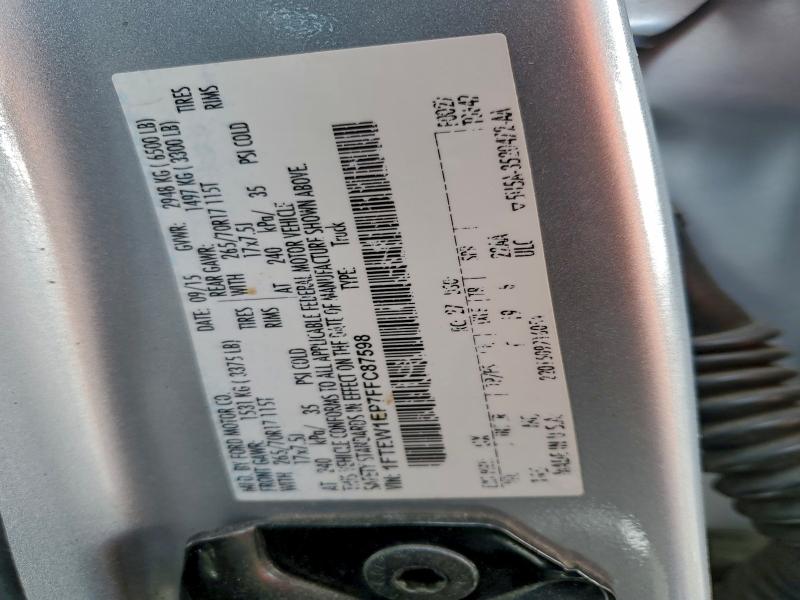 MFD. BY FORD MOTOR CO. DATE: 09/15 GVWR: 2948 KG (6500 LB)
FRONT GAWR: 1531 KG (3375 LB) REAR GAWR: 1497 KG (3300 LB)
WITH 265/70R17 115T TIRES WITH 265/70R17 115T TIRES
17x7.5J RIMS 17x7.5J RIMS
AT 240 kPa/ 35 PSI COLD AT 240 kPa/ 35 PSI COLD
THIS VEHICLE CONFORMS TO ALL APPLICABLE FEDERAL MOTOR VEHICLE
SAFETY STANDARDS IN EFFECT ON THE DATE OF MANUFACTURE SHOWN ABOVE.
VIN: 1FTEW1EP7FFC87598 TYPE: Truck
RC: 27
22AA
MADE IN U.S.A. ULC